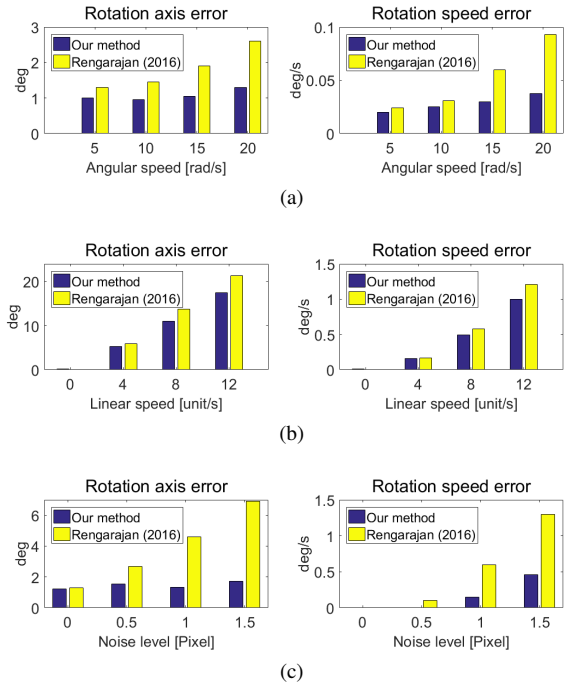 Rotation axis error
3
2
1
0
deg
Our method
Rengarajan (2016)
5 10 15 20
Angular speed [rad/s]
Rotation speed error
0.1
0.05
0
deg/s
Our method
Rengarajan (2016)
5 10 15 20
Angular speed [rad/s]
(a)
Rotation axis error
20
10
0
deg
Our method
Rengarajan (2016)
0 4 8 12
Linear speed [unit/s]
Rotation speed error
1.5
1
0.5
0
deg/s
Our method
Rengarajan (2016)
0 4 8 12
Linear speed [unit/s]
(b)
Rotation axis error
6
4
2
0
deg
Our method
Rengarajan (2016)
0 0.5 1 1.5
Noise level [Pixel]
Rotation speed error
1.5
1
0.5
0
deg/s
Our method
Rengarajan (2016)
0 0.5 1 1.5
Noise level [Pixel]
(c)